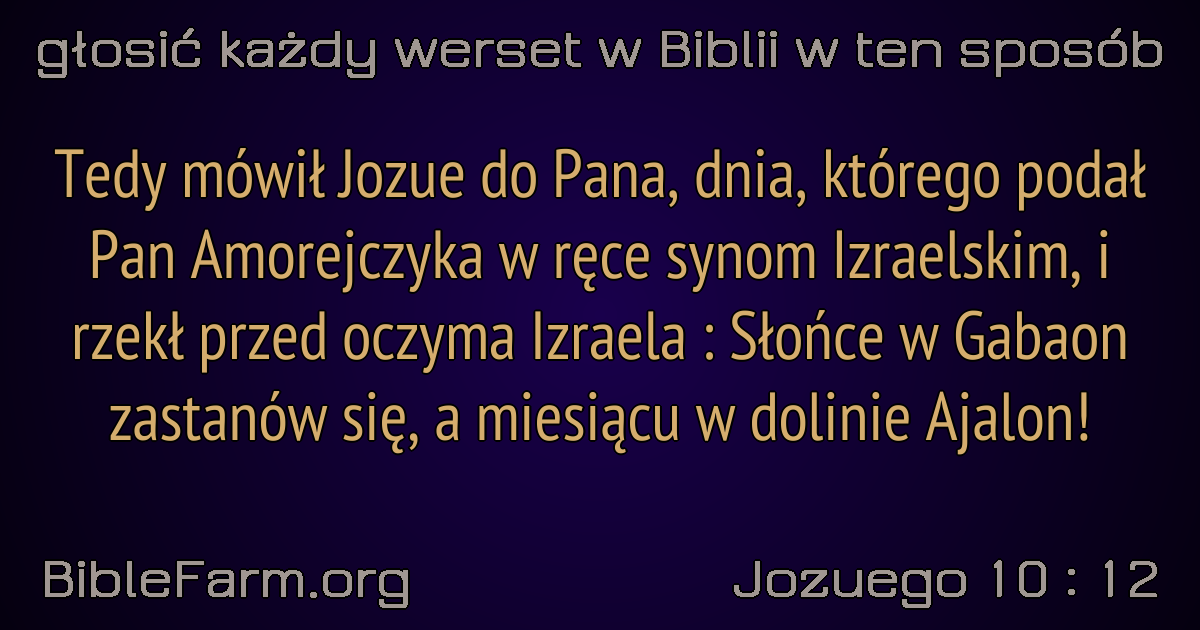 głosić każdy werset w Biblii w ten sposób
Tedy mówił Jozue do Pana, dnia, którego podał
Pan Amorejczyka w ręce synom Izraelskim, i
rzekł przed oczyma Izraela : Słońce w Gabaon
zastanów się, a miesiącu w dolinie Ajalon!
BibleFarm.org
Jozuego 10 : 12